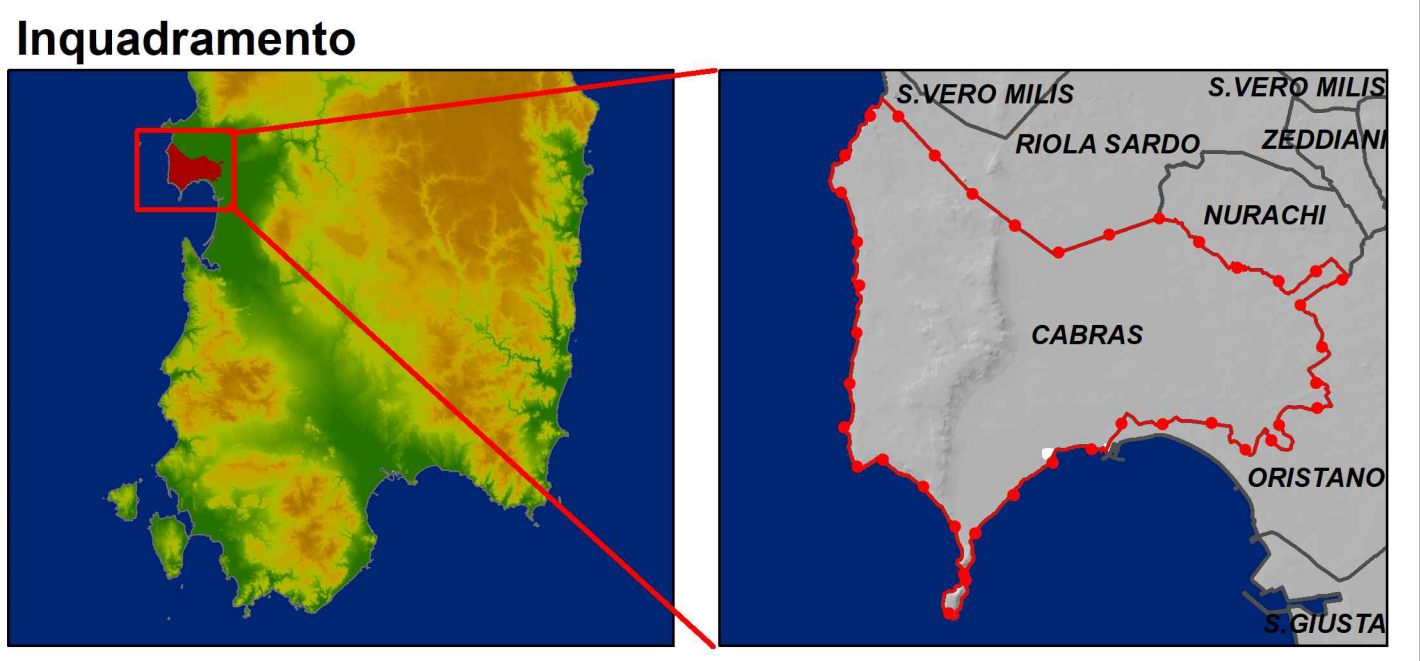 Inquadramento
S.VERO MILIS
S.VERO MILIS
RIOLA SARDO
ZEDDIANI
NURACHI
CABRAS
ORISTANO
S.GIUSTA